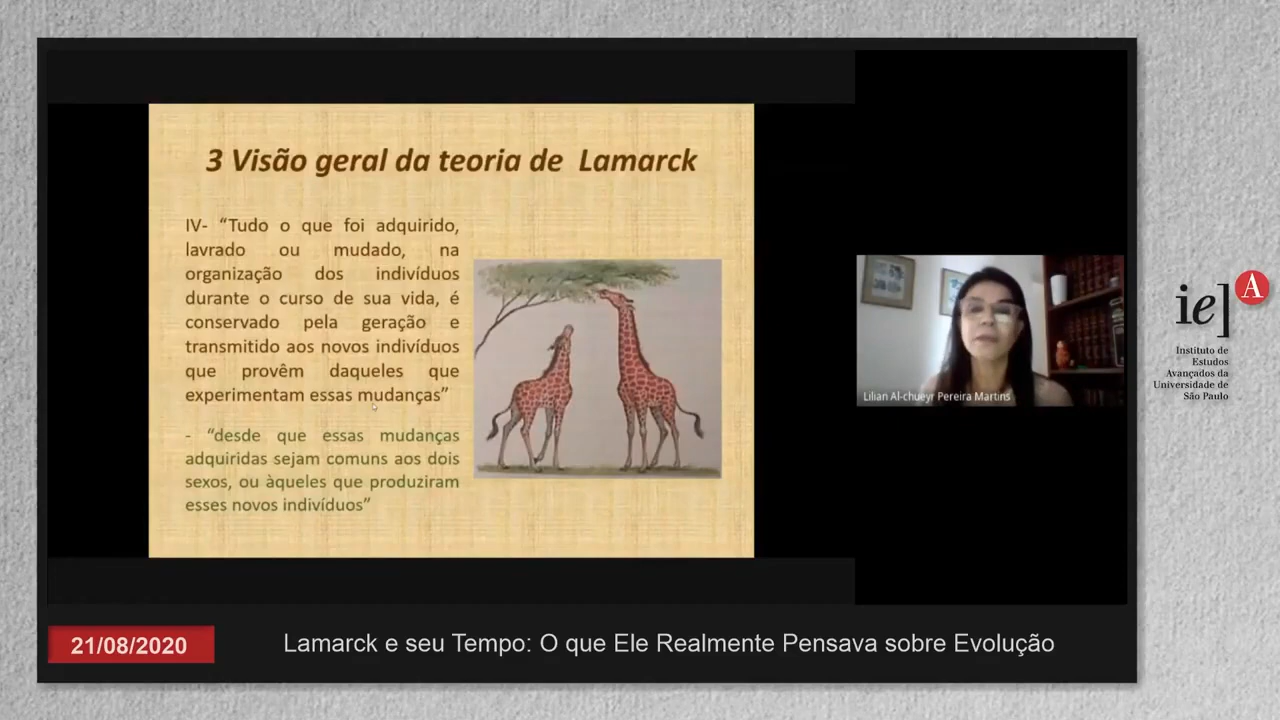 3 Visão geral da teoria de Lamarck
IV- “Tudo o que foi adquirido,
lavrado ou mudado, na
organização dos indivíduos
durante o curso de sua vida, é
conservado pela geração e
transmitido aos novos indivíduos
que provêm daqueles que
experimentam essas mudanças”
- “desde que essas mudanças
adquiridas sejam comuns aos dois
sexos, ou àqueles que produziram
esses novos indivíduos”
Lilian Al-chueyr Pereira Martins
ie] A
Instituto de
Estudos
Avançados da
Universidade de
São Paulo
21/08/2020
Lamarck e seu Tempo: O que Ele Realmente Pensava sobre Evolução